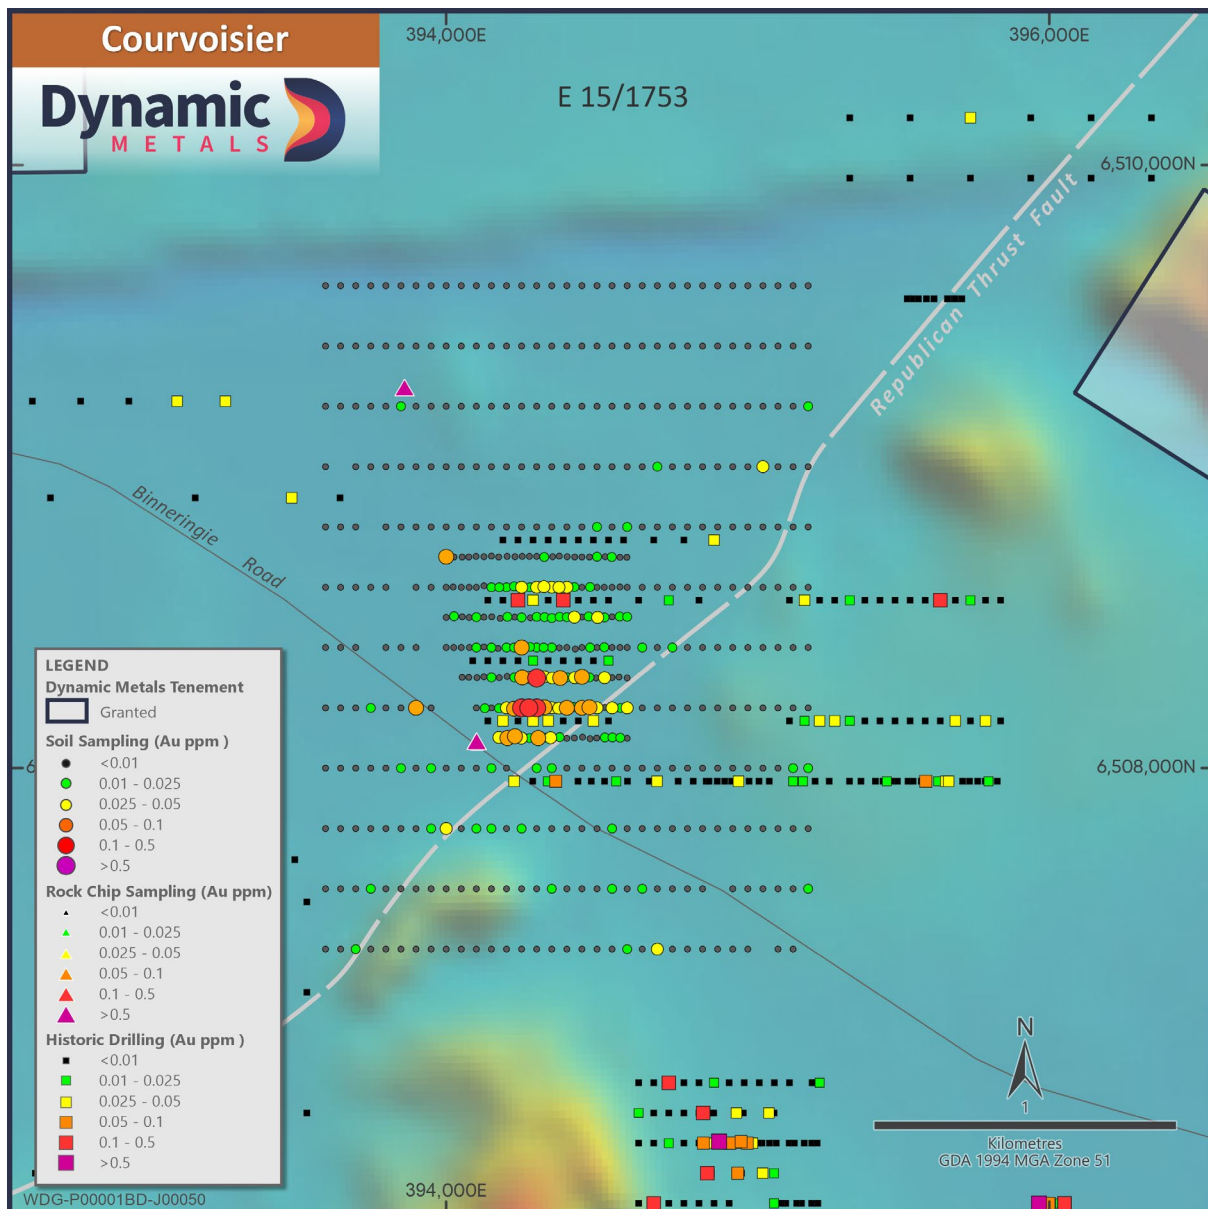 Courvoisier
Dynamic
METALS
394,000E
396,000E
E 15/1753
6,510,000N
Republican Thrust Fault
Binneringie Road
6,508,000N
6
LEGEND
Dynamic Metals Tenement
Granted
Soil Sampling (Au ppm )
<0.01
0.01 - 0.025
0.025 - 0.05
0.05 - 0.1
0.1 - 0.5
>0.5
Rock Chip Sampling (Au ppm)
<0.01
0.01 - 0.025
0.025 - 0.05
0.05 - 0.1
0.1 - 0.5
>0.5
Historic Drilling (Au ppm )
<0.01
0.01 - 0.025
0.025 - 0.05
0.05 - 0.1
0.1 - 0.5
>0.5
N
1
Kilometres
GDA 1994 MGA Zone 51
394,000E
WDG-P00001BD-J00050